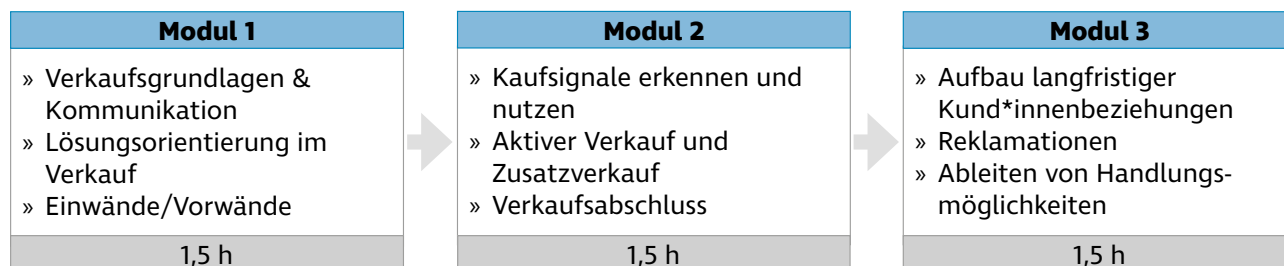 Modul 1
» Verkaufsgrundlagen &
Kommunikation
» Lösungsorientierung im
Verkauf
» Einwände/Vorwände
1,5 h
Modul 2
» Kaufsignale erkennen und
nutzen
» Aktiver Verkauf und
Zusatzverkauf
» Verkaufsabschluss
1,5 h
Modul 3
» Aufbau langfristiger
Kund*innenbeziehungen
» Reklamationen
» Ableiten von Handlungs-
möglichkeiten
1,5 h